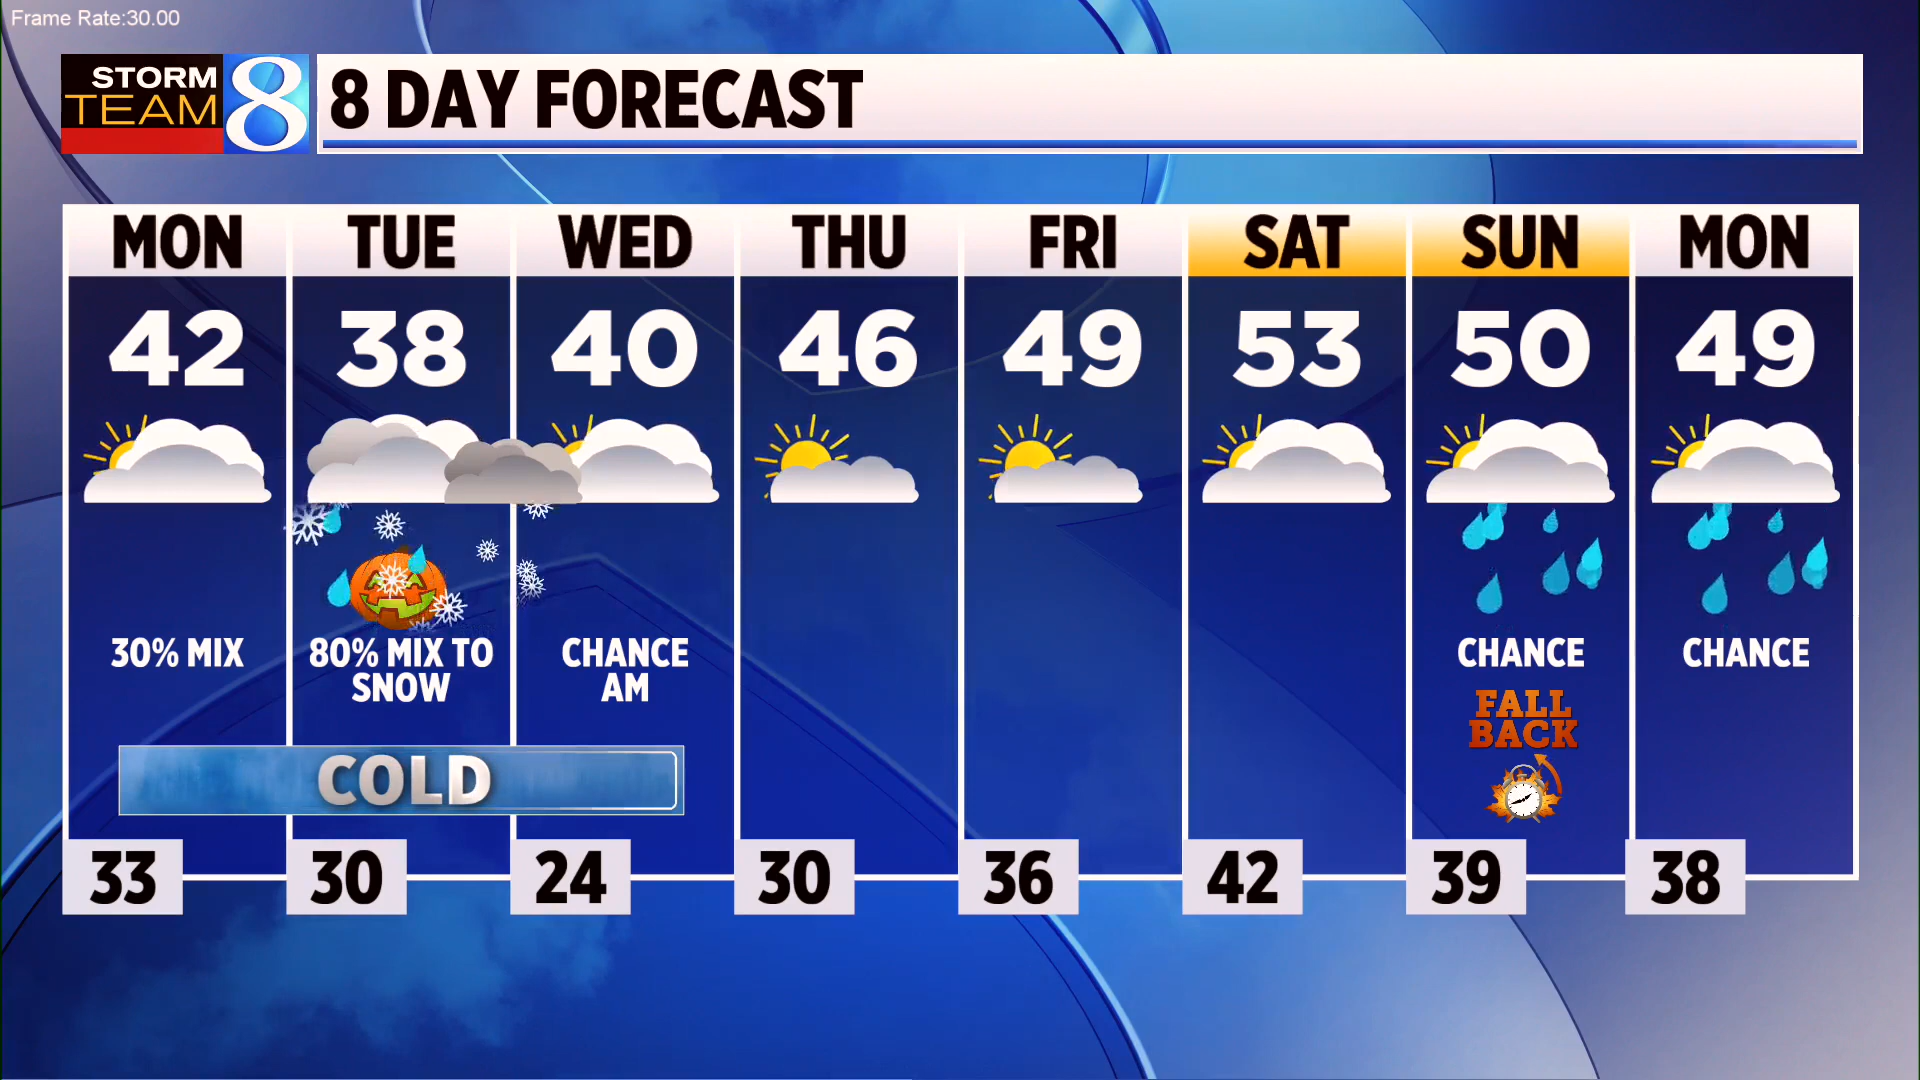 Frame Rate:30.00
STORM
TEAM
8
8 DAY FORECAST
MON TUE WED THU FRI SAT SUN MON
42 38 40 46 49 53 50 49
30% MIX
80% MIX TO
SNOW
CHANCE
AM
CHANCE
FALL
BACK
CHANCE
COLD
33 30 24 30 36 42 39 38